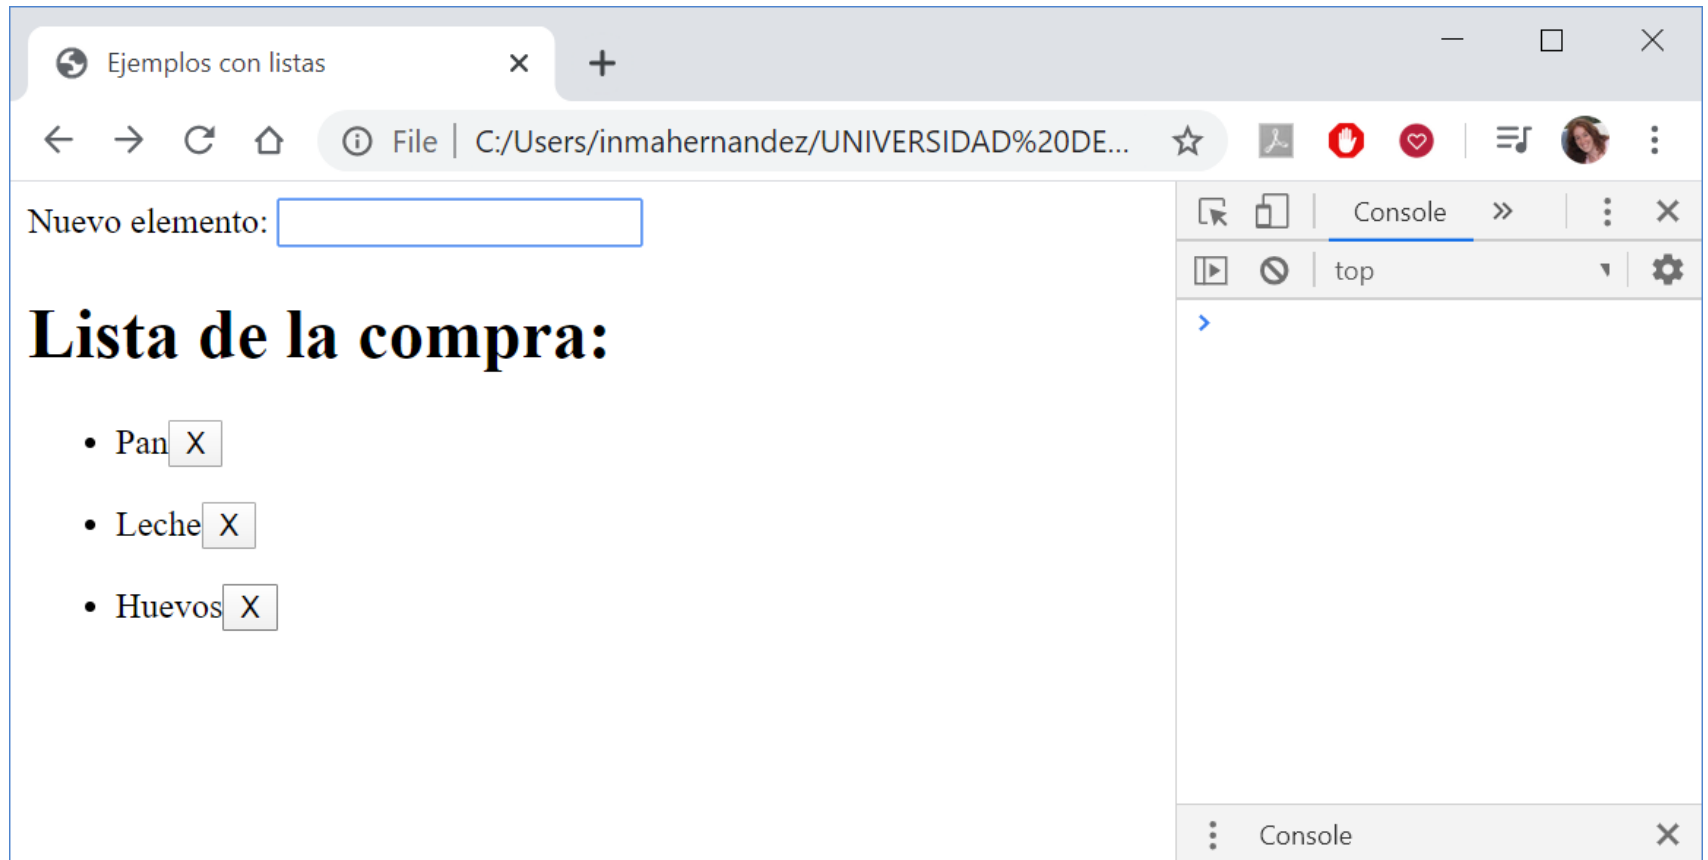 Ejemplos con listas
File C:/Users/inmahernandez/UNIVERSIDAD%20DE...
Nuevo elemento:
Lista de la compra:
Pan X
Leche X
Huevos X
Console
top
Console